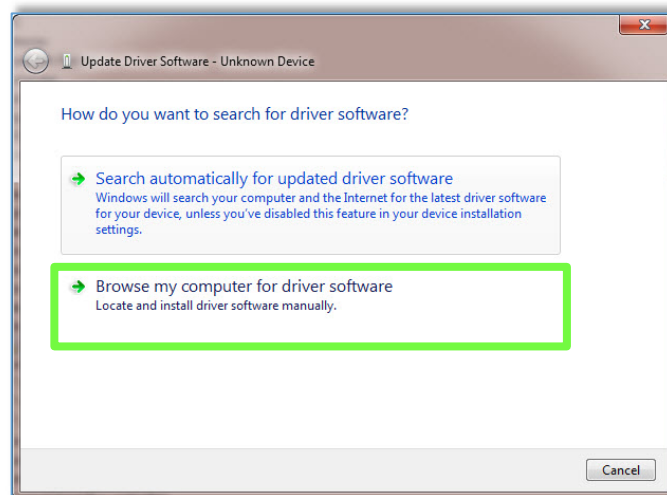 Update Driver Software - Unknown Device
How do you want to search for driver software?
Search automatically for updated driver software
Windows will search your computer and the Internet for the latest driver software
for your device, unless you've disabled this feature in your device installation
settings.
Browse my computer for driver software
Locate and install driver software manually.
Cancel